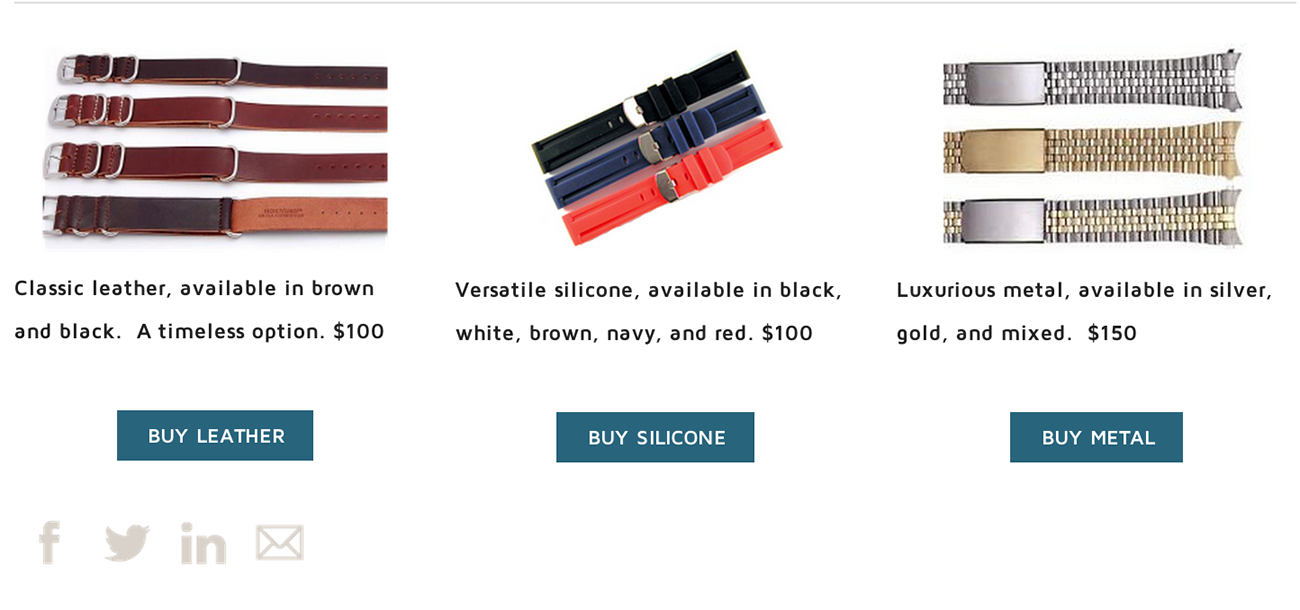 Classic leather, available in brown
and black.  A timeless option. $100
Versatile silicone, available in black,
white, brown, navy, and red. $100
Luxurious metal, available in silver,
gold, and mixed.  $150
BUY LEATHER
BUY SILICONE
BUY METAL